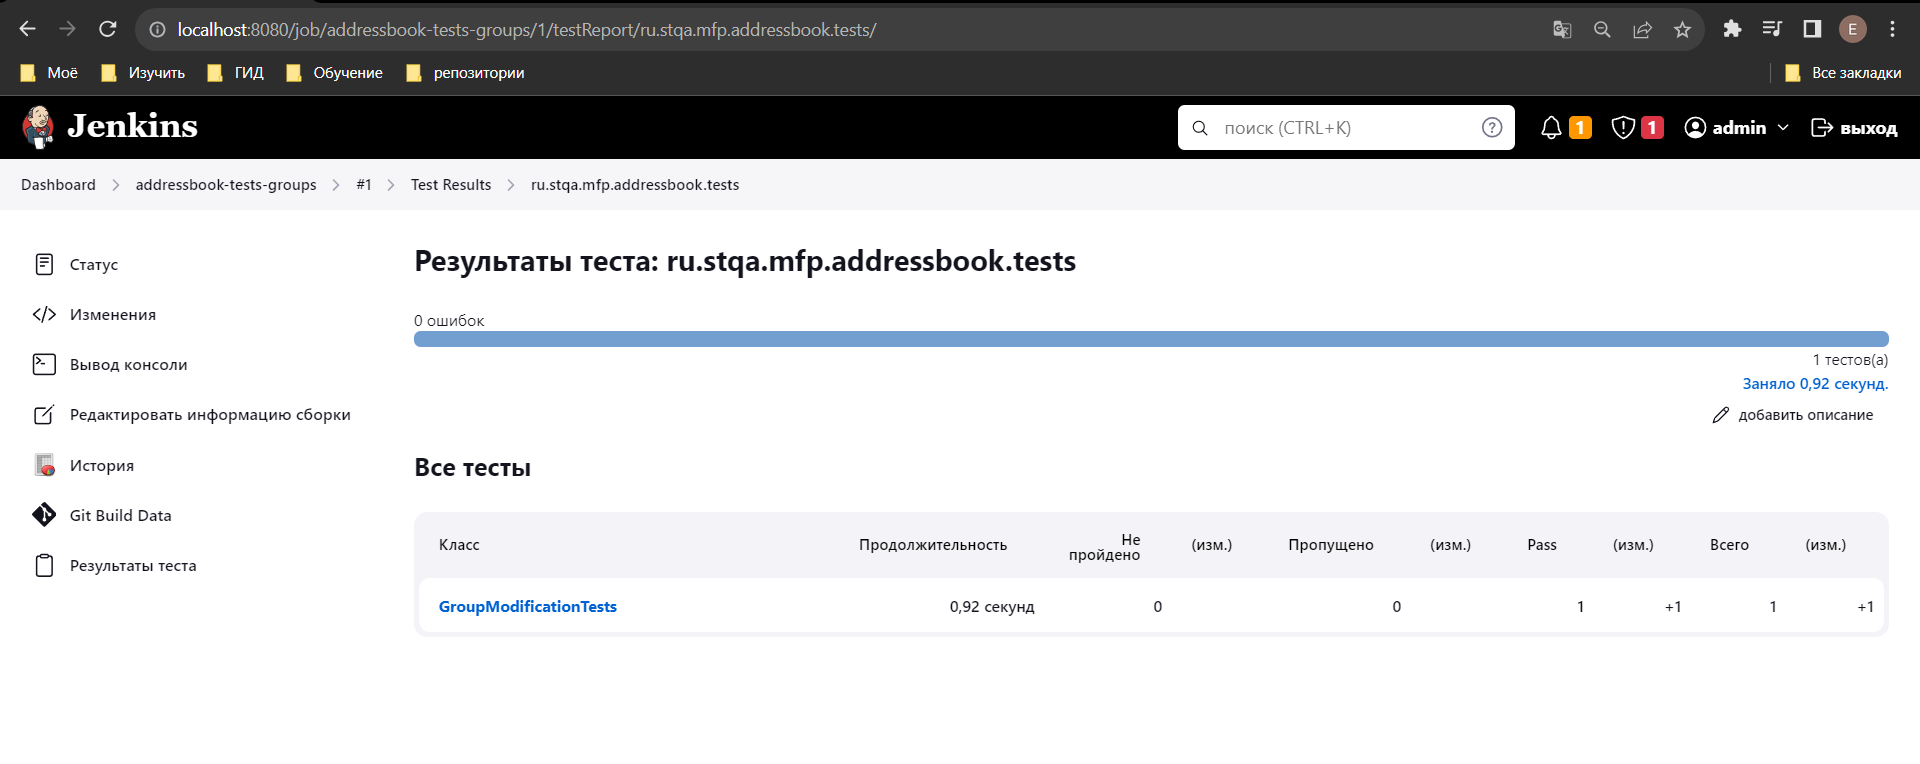 localhost:8080/job/addressbook-tests-groups/1/testReport/ru.stqa.mfp.addressbook.tests/
E
Моё Изучить ГИД Обучение репозитории Все закладки
Jenkins поиск (CTRL+K) 1 1 admin выход
Dashboard addressbook-tests-groups #1 Test Results ru.stqa.mfp.addressbook.tests
Статус
Изменения
Вывод консоли
Редактировать информацию сборки
История
Git Build Data
Результаты теста
Результаты теста: ru.stqa.mfp.addressbook.tests
0 ошибок
1 тестов(а)
Заняло 0,92 секунд.
добавить описание
Все тесты
Класс Продолжительность Не пройдено (изм.) Пропущено (изм.) Pass (изм.) Всего (изм.)
GroupModificationTests 0,92 секунд 0 0 1 +1 1 +1